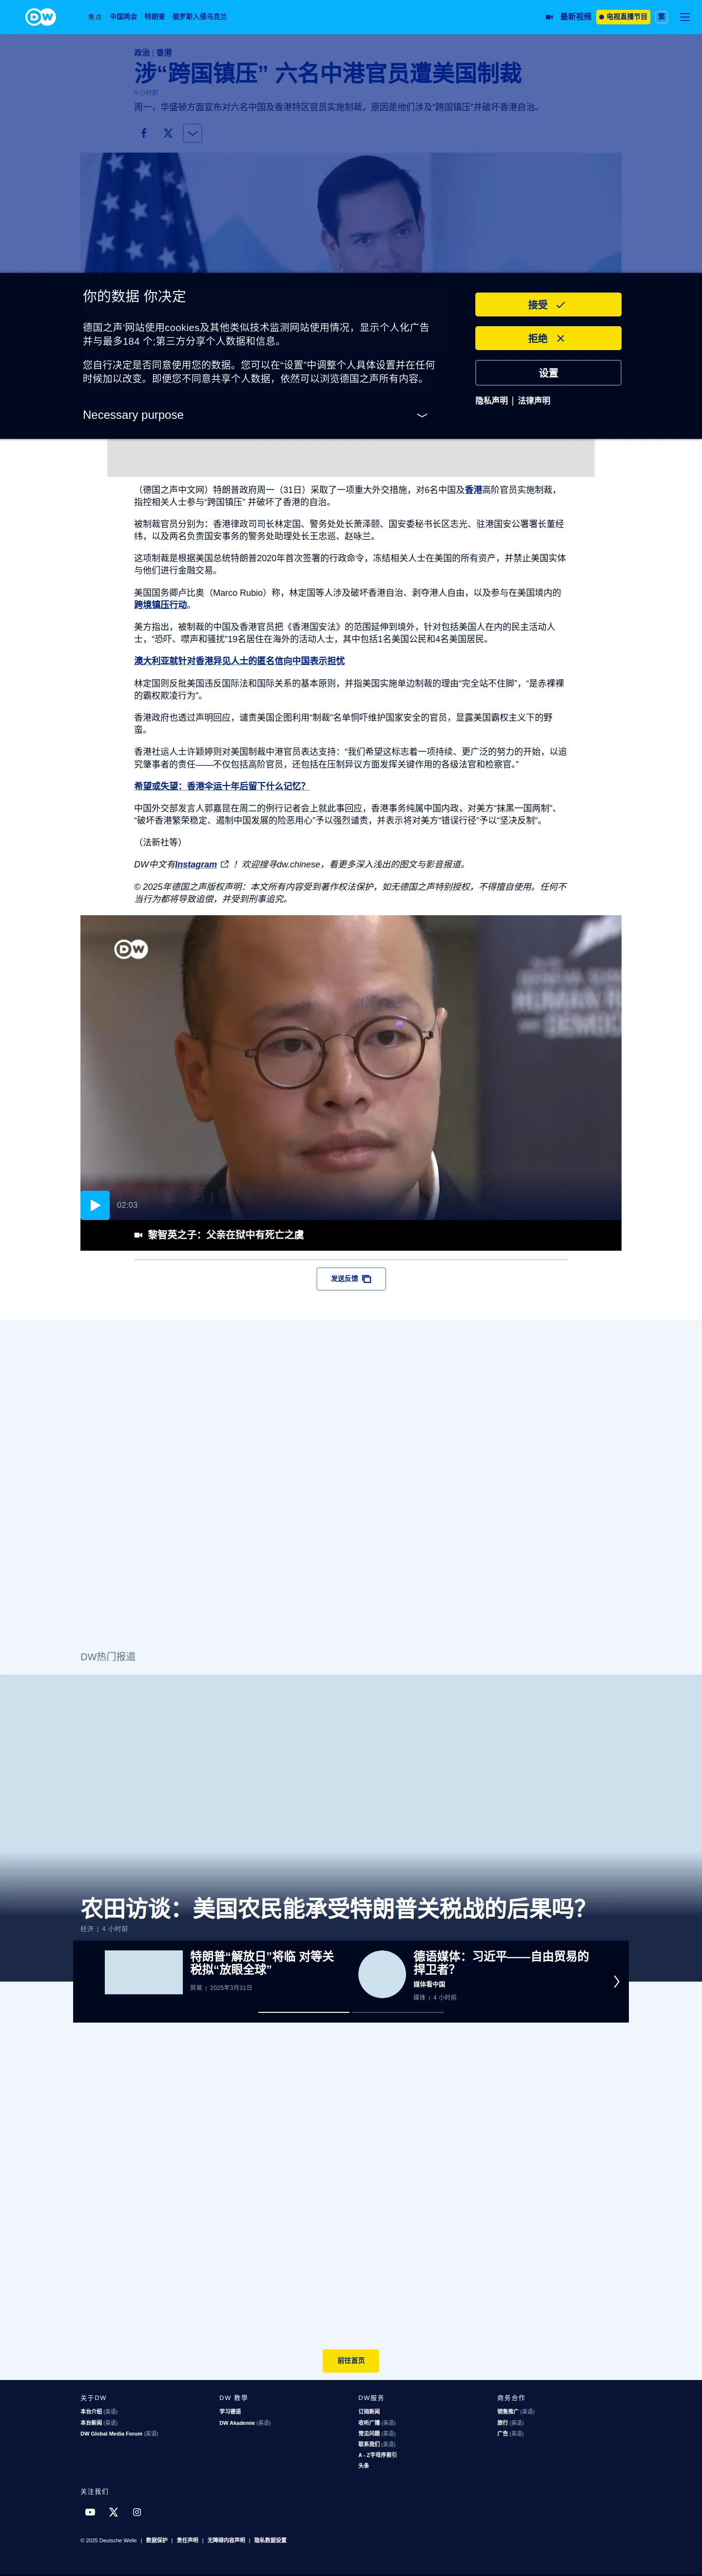 DW
焦点 中国两会 特朗普 俄罗斯入侵乌克兰
最新视频 电视直播节目 繁
政治 | 香港
涉“跨国镇压” 六名中港官员遭美国制裁
5 小时前
周一，华盛顿方面宣布对六名中国及香港特区官员实施制裁，原因是他们涉及“跨国镇压”并破坏香港自治。
你的数据 你决定
德国之声'网站使用cookies及其他类似技术监测网站使用情况，显示个人化广告
并与最多184 个;第三方分享个人数据和信息。
您自行决定是否同意使用您的数据。您可以在“设置”中调整个人具体设置并在任何
时候加以改变。即便您不同意共享个人数据，依然可以浏览德国之声所有内容。
Necessary purpose
接受
拒绝
设置
隐私声明 | 法律声明
（德国之声中文网）特朗普政府周一（31日）采取了一项重大外交措施，对6名中国及香港高阶官员实施制裁，
指控相关人士参与“跨国镇压” 并破坏了香港的自治。
被制裁官员分别为：香港律政司司长林定国、警务处处长萧泽颐、国安委秘书长区志光、驻港国安公署署长董经
纬，以及两名负责国安事务的警务处助理处长王忠巡、赵咏兰。
这项制裁是根据美国总统特朗普2020年首次签署的行政命令，冻结相关人士在美国的所有资产，并禁止美国实体
与他们进行金融交易。
美国国务卿卢比奥（Marco Rubio）称，林定国等人涉及破坏香港自治、剥夺港人自由，以及参与在美国境内的
跨境镇压行动。
美方指出，被制裁的中国及香港官员把《香港国安法》的范围延伸到境外，针对包括美国人在内的民主活动人
士，“恐吓、噤声和骚扰”19名居住在海外的活动人士，其中包括1名美国公民和4名美国居民。
澳大利亚就针对香港异见人士的匿名信向中国表示担忧
林定国则反批美国违反国际法和国际关系的基本原则，并指美国实施单边制裁的理由“完全站不住脚”，“是赤裸裸
的霸权欺凌行为”。
香港政府也透过声明回应，谴责美国企图利用“制裁”名单恫吓维护国家安全的官员，显露美国霸权主义下的野
蛮。
香港社运人士许颖婷则对美国制裁中港官员表达支持：“我们希望这标志着一项持续、更广泛的努力的开始，以追
究肇事者的责任——不仅包括高阶官员，还包括在压制异议方面发挥关键作用的各级法官和检察官。”
希望或失望：香港伞运十年后留下什么记忆？
中国外交部发言人郭嘉昆在周二的例行记者会上就此事回应，香港事务纯属中国内政，对美方“抹黑一国两制”、
“破坏香港繁荣稳定、遏制中国发展的险恶用心”予以强烈谴责，并表示将对美方“错误行径”予以“坚决反制”。
（法新社等）
DW中文有Instagram ！欢迎搜寻dw.chinese，看更多深入浅出的图文与影音报道。
© 2025年德国之声版权声明：本文所有内容受到著作权法保护，如无德国之声特别授权，不得擅自使用。任何不
当行为都将导致追偿，并受到刑事追究。
DW
02:03
黎智英之子：父亲在狱中有死亡之虞
发送反馈
DW热门报道
农田访谈：美国农民能承受特朗普关税战的后果吗？
经济 | 4 小时前
特朗普“解放日”将临 对等关
税拟“放眼全球”
贸易 | 2025年3月31日
德语媒体：习近平——自由贸易的
捍卫者？
媒体看中国
媒体 | 4 小时前
前往首页
关于DW
本台介绍 (英语)
本台新闻 (英语)
DW Global Media Forum (英语)
DW 教學
学习德语
DW Akademie (英语)
DW服务
订阅新闻
收听广播 (英语)
常见问题 (英语)
联系我们 (英语)
A - Z字母序索引
头条
商务合作
销售推广 (英语)
旅行 (英语)
广告 (英语)
关注我们
© 2025 Deutsche Welle | 数据保护 | 责任声明 | 无障碍内容声明 | 隐私数据设置